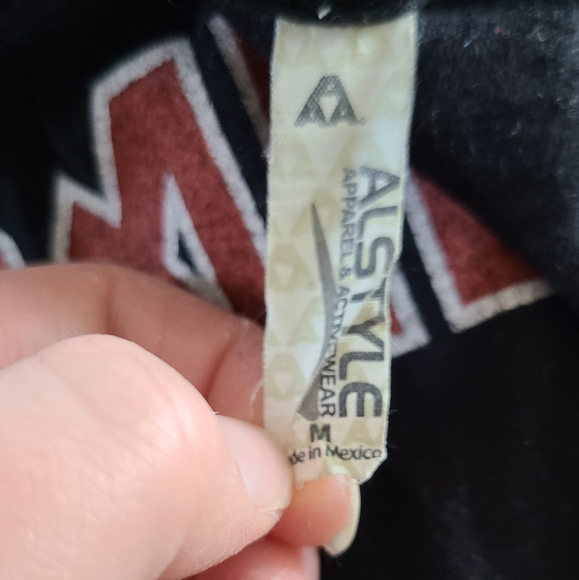 ALSTYLE
APPAREL & ACTIVEWEAR
M
de in Mexico